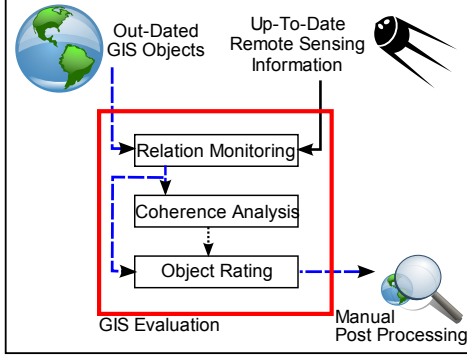 Out-Dated
GIS Objects
Up-To-Date
Remote Sensing
Information
Relation Monitoring
Coherence Analysis
Object Rating
GIS Evaluation
Manual
Post Processing